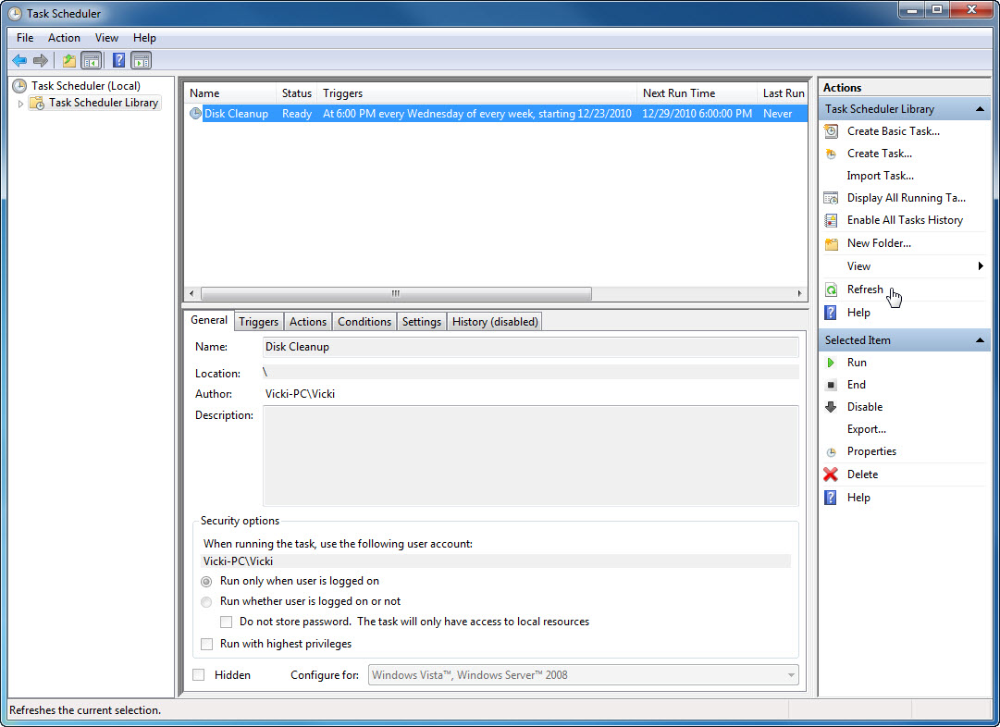 Task Scheduler
File Action View Help
Task Scheduler (Local)
Task Scheduler Library
Name Status Triggers Next Run Time Last Run
Disk Cleanup Ready At 6:00 PM every Wednesday of every week, starting 12/23/2010 12/29/2010 6:00:00 PM Never
General Triggers Actions Conditions Settings History (disabled)
Name: Disk Cleanup
Location: \
Author: Vicki-PC\Vicki
Description:
Security options
When running the task, use the following user account:
Vicki-PC\Vicki
Run only when user is logged on
Run whether user is logged on or not
Do not store password. The task will only have access to local resources
Run with highest privileges
Hidden Configure for: Windows Vista™, Windows Server™ 2008
Actions
Task Scheduler Library
Create Basic Task...
Create Task...
Import Task...
Display All Running Ta...
Enable All Tasks History
New Folder...
View
Refresh
Help
Selected Item
Run
End
Disable
Export...
Properties
Delete
Help
Refreshes the current selection.